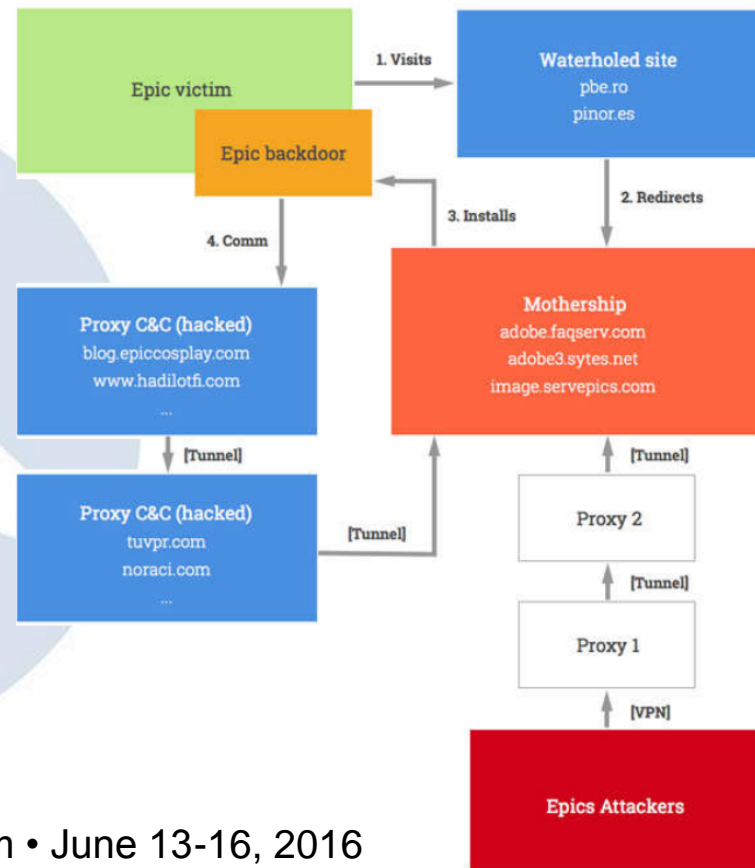 Epic victim
1. Visits
Waterholed site
pbe.ro
pinor.es
Epic backdoor
2. Redirects
3. Installs
4. Comm
Mothership
adobe.faqserv.com
adobe3.sytes.net
image.servepics.com
Proxy C&C (hacked)
blog.epiccosplay.com
www.hadilotfi.com
...
[Tunnel]
Proxy C&C (hacked)
tuvpr.com
noraci.com
...
[Tunnel]
[Tunnel]
Proxy 2
[Tunnel]
Proxy 1
[VPN]
Epics Attackers
• June 13-16, 2016